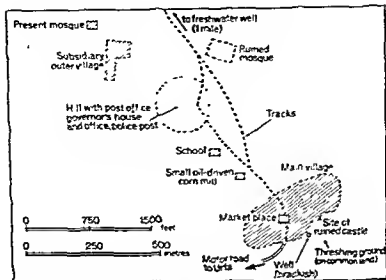 to freshwater well
(1 mile)
Present mosque
Ruined
mosque
Subsidiary
outer village
Hill with post office
governor's house
and office, police post
Tracks
School
Main village
Small oil-driven
corn mill
Market place
Site of
ruined castle
0 750 1500
feet
Threshing ground
(on common land)
0 250 500
metres
Motor road
to Urfa
Well
(brackish)